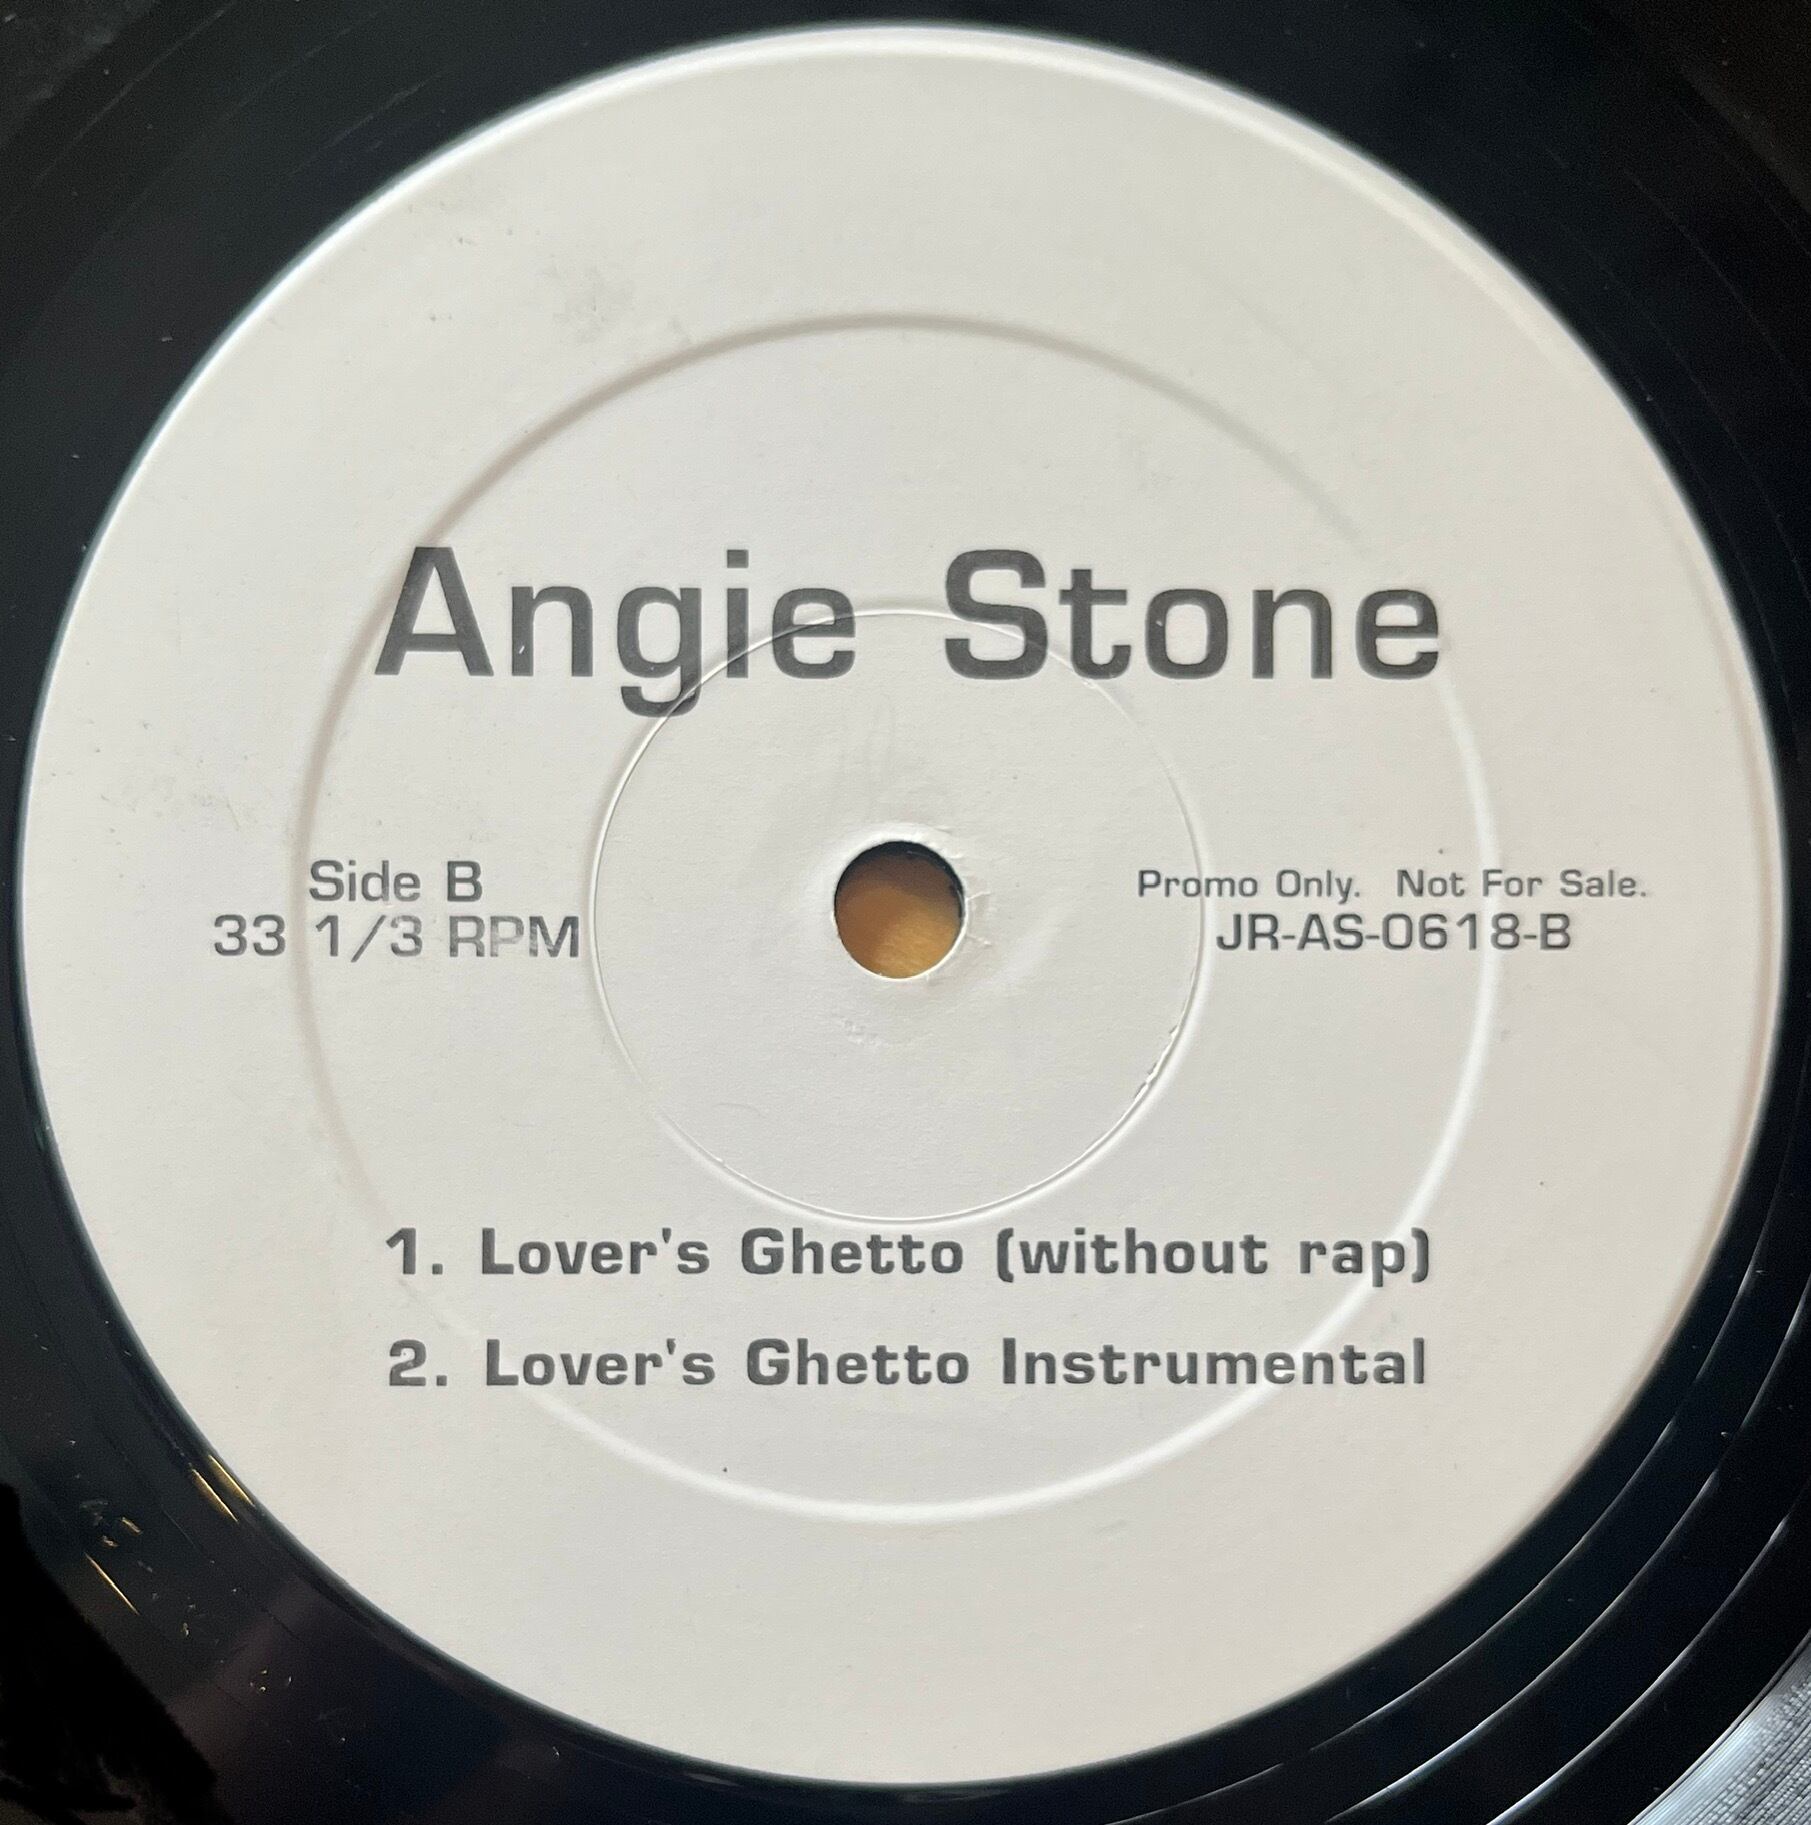 Angie Stone
Side B
33 1/3 RPM
Promo Only. Not For Sale.
JR-AS-0618-B
1. Lover's Ghetto (without rap)
2. Lover's Ghetto Instrumental